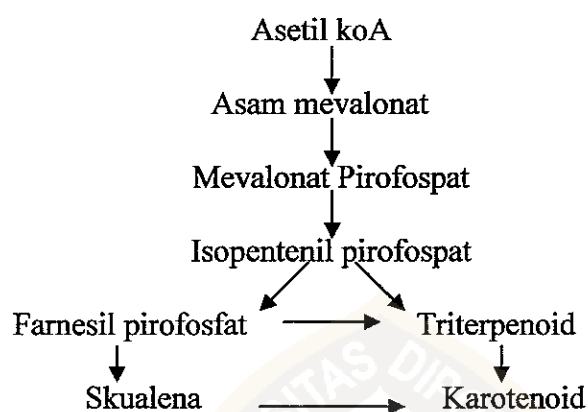 Asetil koA
Asam mevalonat
Mevalonat Pirofospat
Isopentenil pirofospat
Farnesil pirofosfat Triterpenoid
Skualena Karotenoid